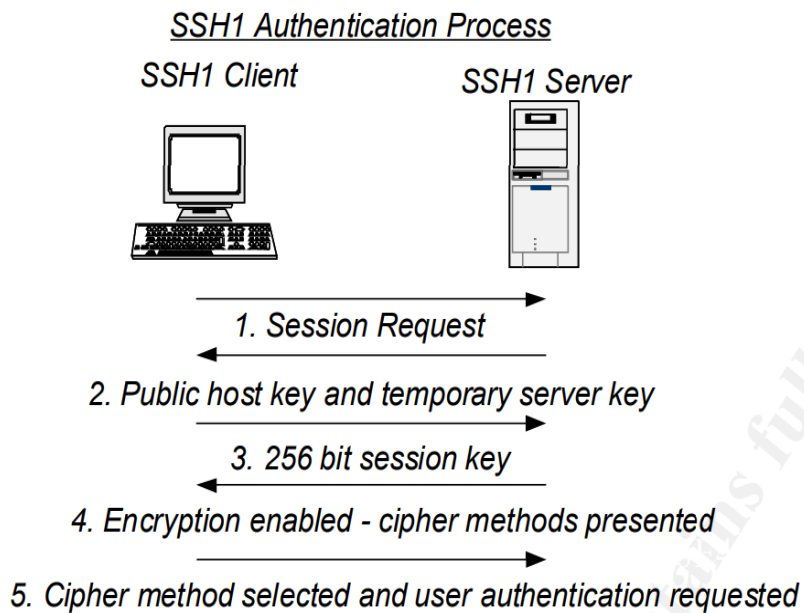 SSH1 Authentication Process
SSH1 Client
SSH1 Server
1. Session Request
2. Public host key and temporary server key
3. 256 bit session key
4. Encryption enabled - cipher methods presented
5. Cipher method selected and user authentication requested